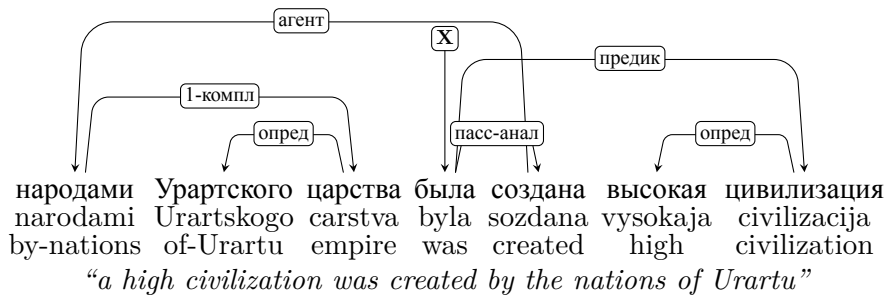 агент
X
предик
1-компл
опред
пасс-анал
опред
народами Урартского царства была создана высокая цивилизация
narodami Urartskogo carstva byla sozdana vysokaja civilizacija
by-nations of-Urartu empire was created high civilization
“a high civilization was created by the nations of Urartu”